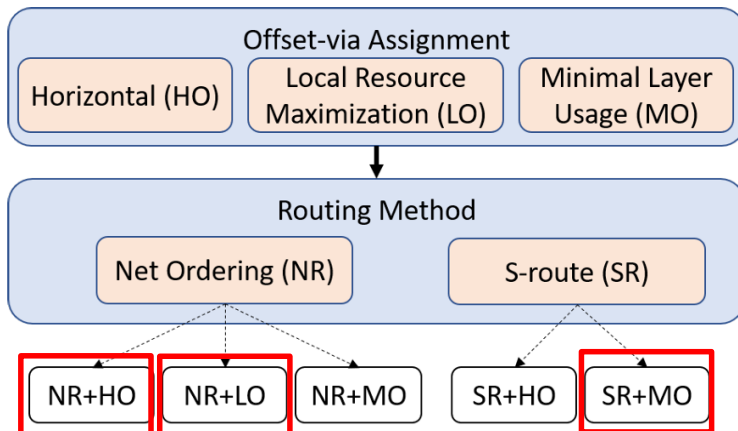 Offset-via Assignment
Horizontal (HO)
Local Resource
Maximization (LO)
Minimal Layer
Usage (MO)
Routing Method
Net Ordering (NR)
S-route (SR)
NR+HO
NR+LO
NR+MO
SR+HO
SR+MO